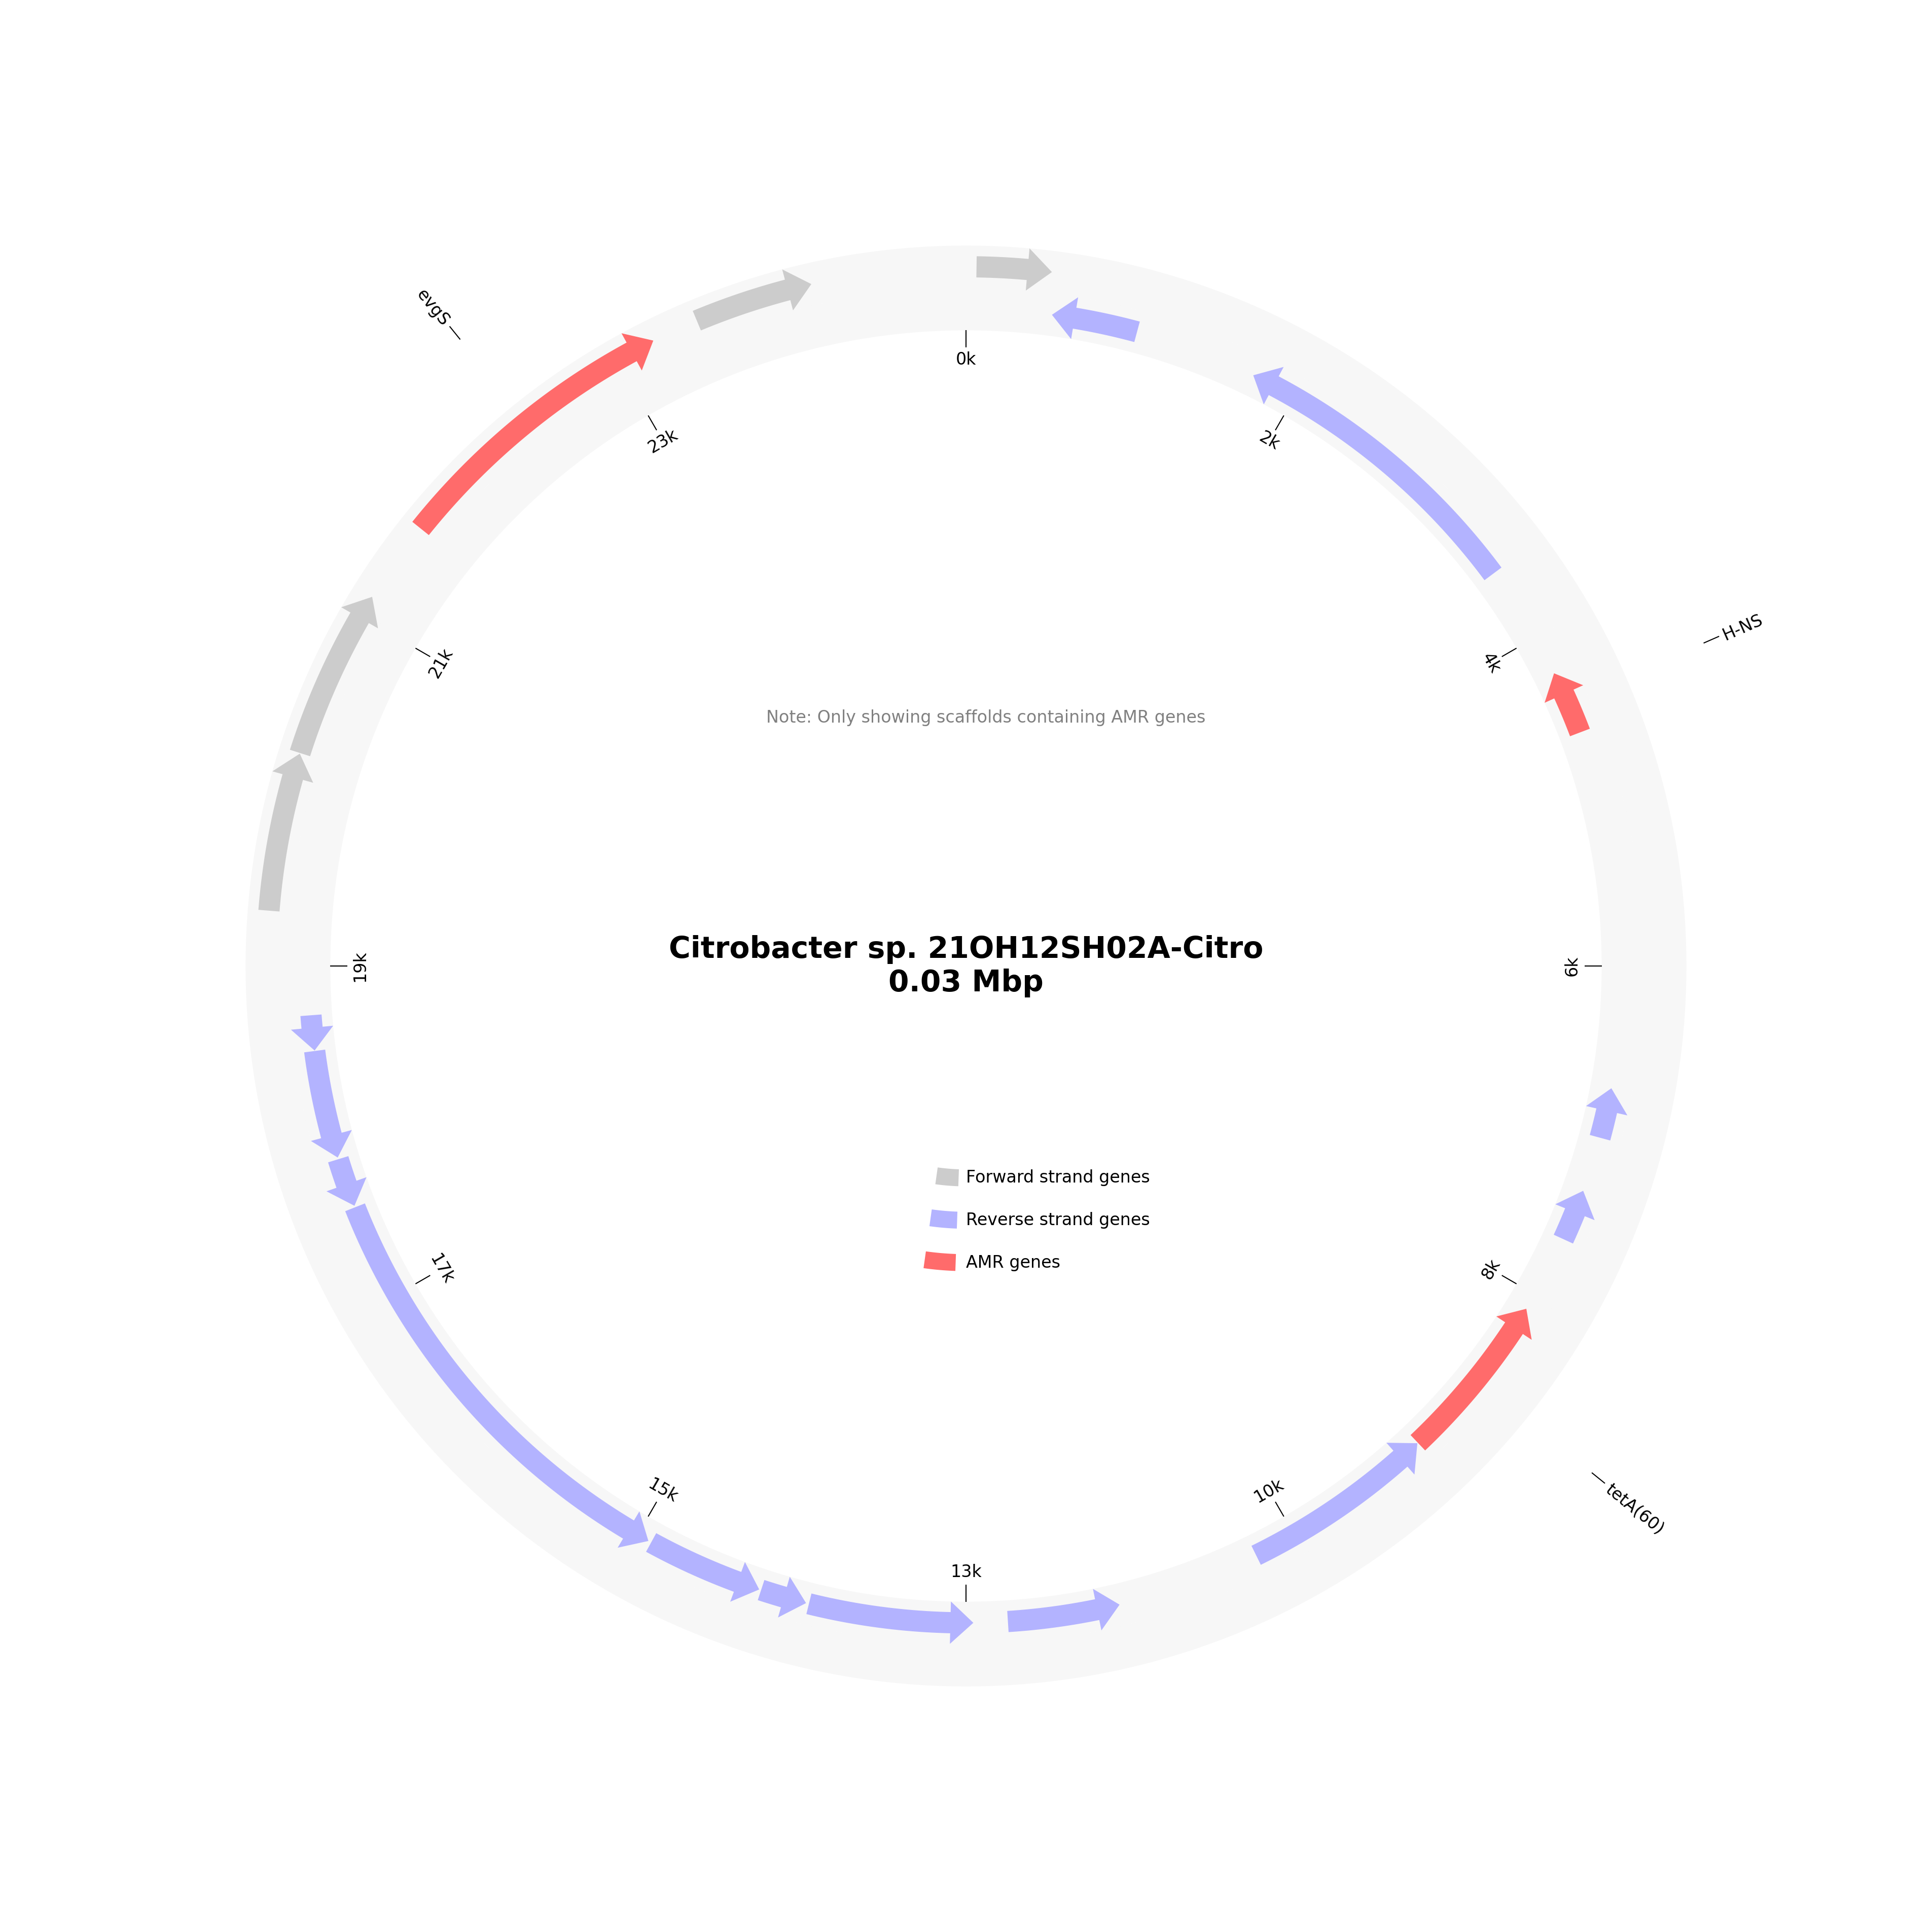 evgS
0k
23k
2k
H-NS
21k
4k
Note: Only showing scaffolds containing AMR genes
Citrobacter sp. 21OH12SH02A-Citro
0.03 Mbp
19k
6k
Forward strand genes
Reverse strand genes
AMR genes
17k
8k
15k
10k
tetA(60)
13k